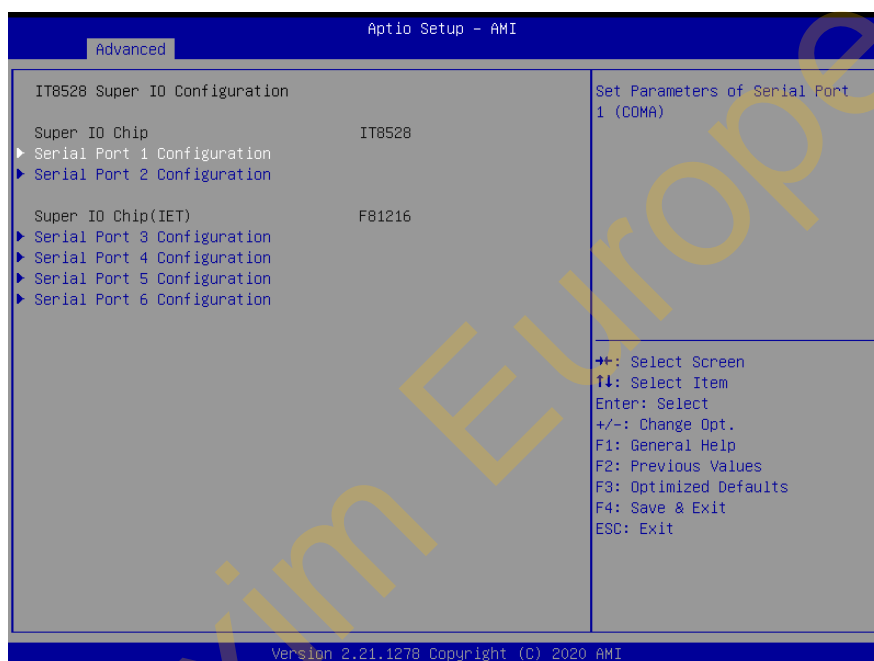 Aptio Setup – AMI
Advanced
IT8528 Super IO Configuration
Super IO Chip IT8528
Serial Port 1 Configuration
Serial Port 2 Configuration
Super IO Chip(IET) F81216
Serial Port 3 Configuration
Serial Port 4 Configuration
Serial Port 5 Configuration
Serial Port 6 Configuration
Set Parameters of Serial Port
1 (COMA)
→←: Select Screen
↑↓: Select Item
Enter: Select
+/-: Change Opt.
F1: General Help
F2: Previous Values
F3: Optimized Defaults
F4: Save & Exit
ESC: Exit
Version 2.21.1278 Copyright (C) 2020 AMI
Europe